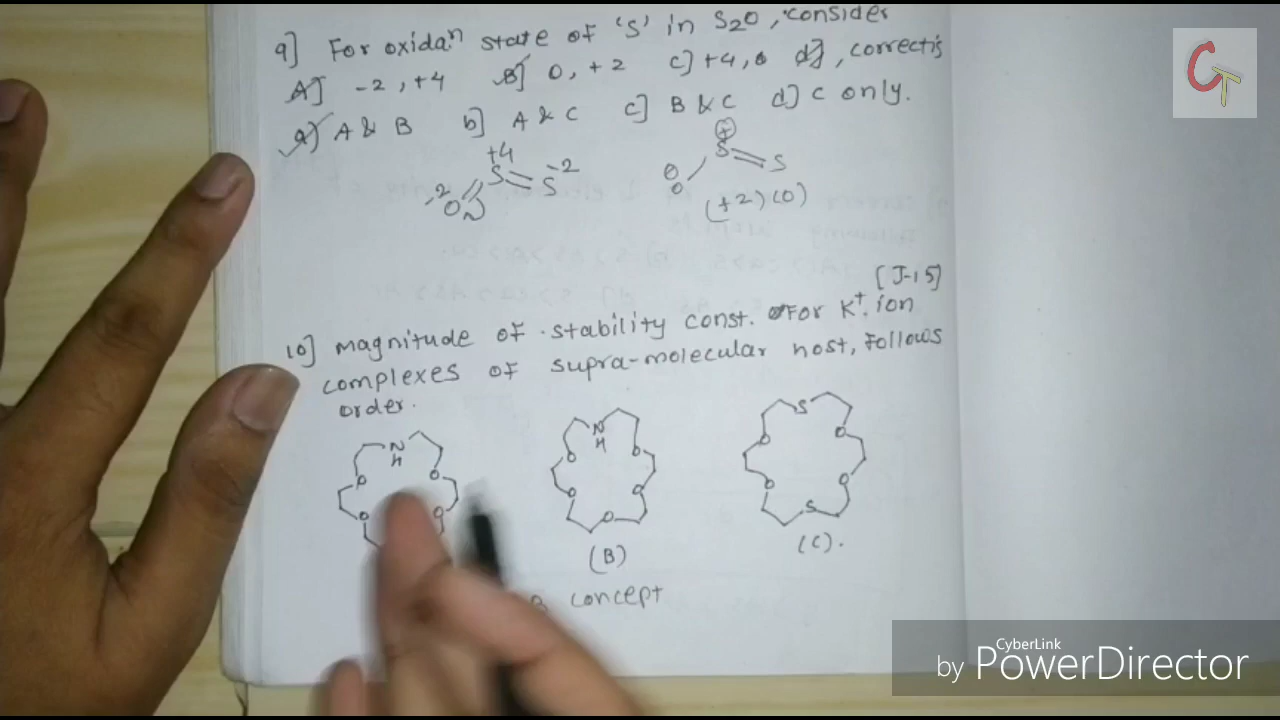 9] For oxidan state of 's' in S2O, consider
A] -2, +4 B] 0, +2 C] +4, 0 d], correct is
a) A & B b] A & C c] B & C d] C only.
+4
S -2
S
-2
O
+
S
S
O
(+2) (0)
[J-15]
10] Magnitude of stability const. For K+ ion
complexes of supra-molecular host, follows
order.
N
H
O
O
O
O
N
H
O
O
O
O
O
(B)
S
O
O
O
O
S
(C).
B concept
CT
CyberLink
by PowerDirector